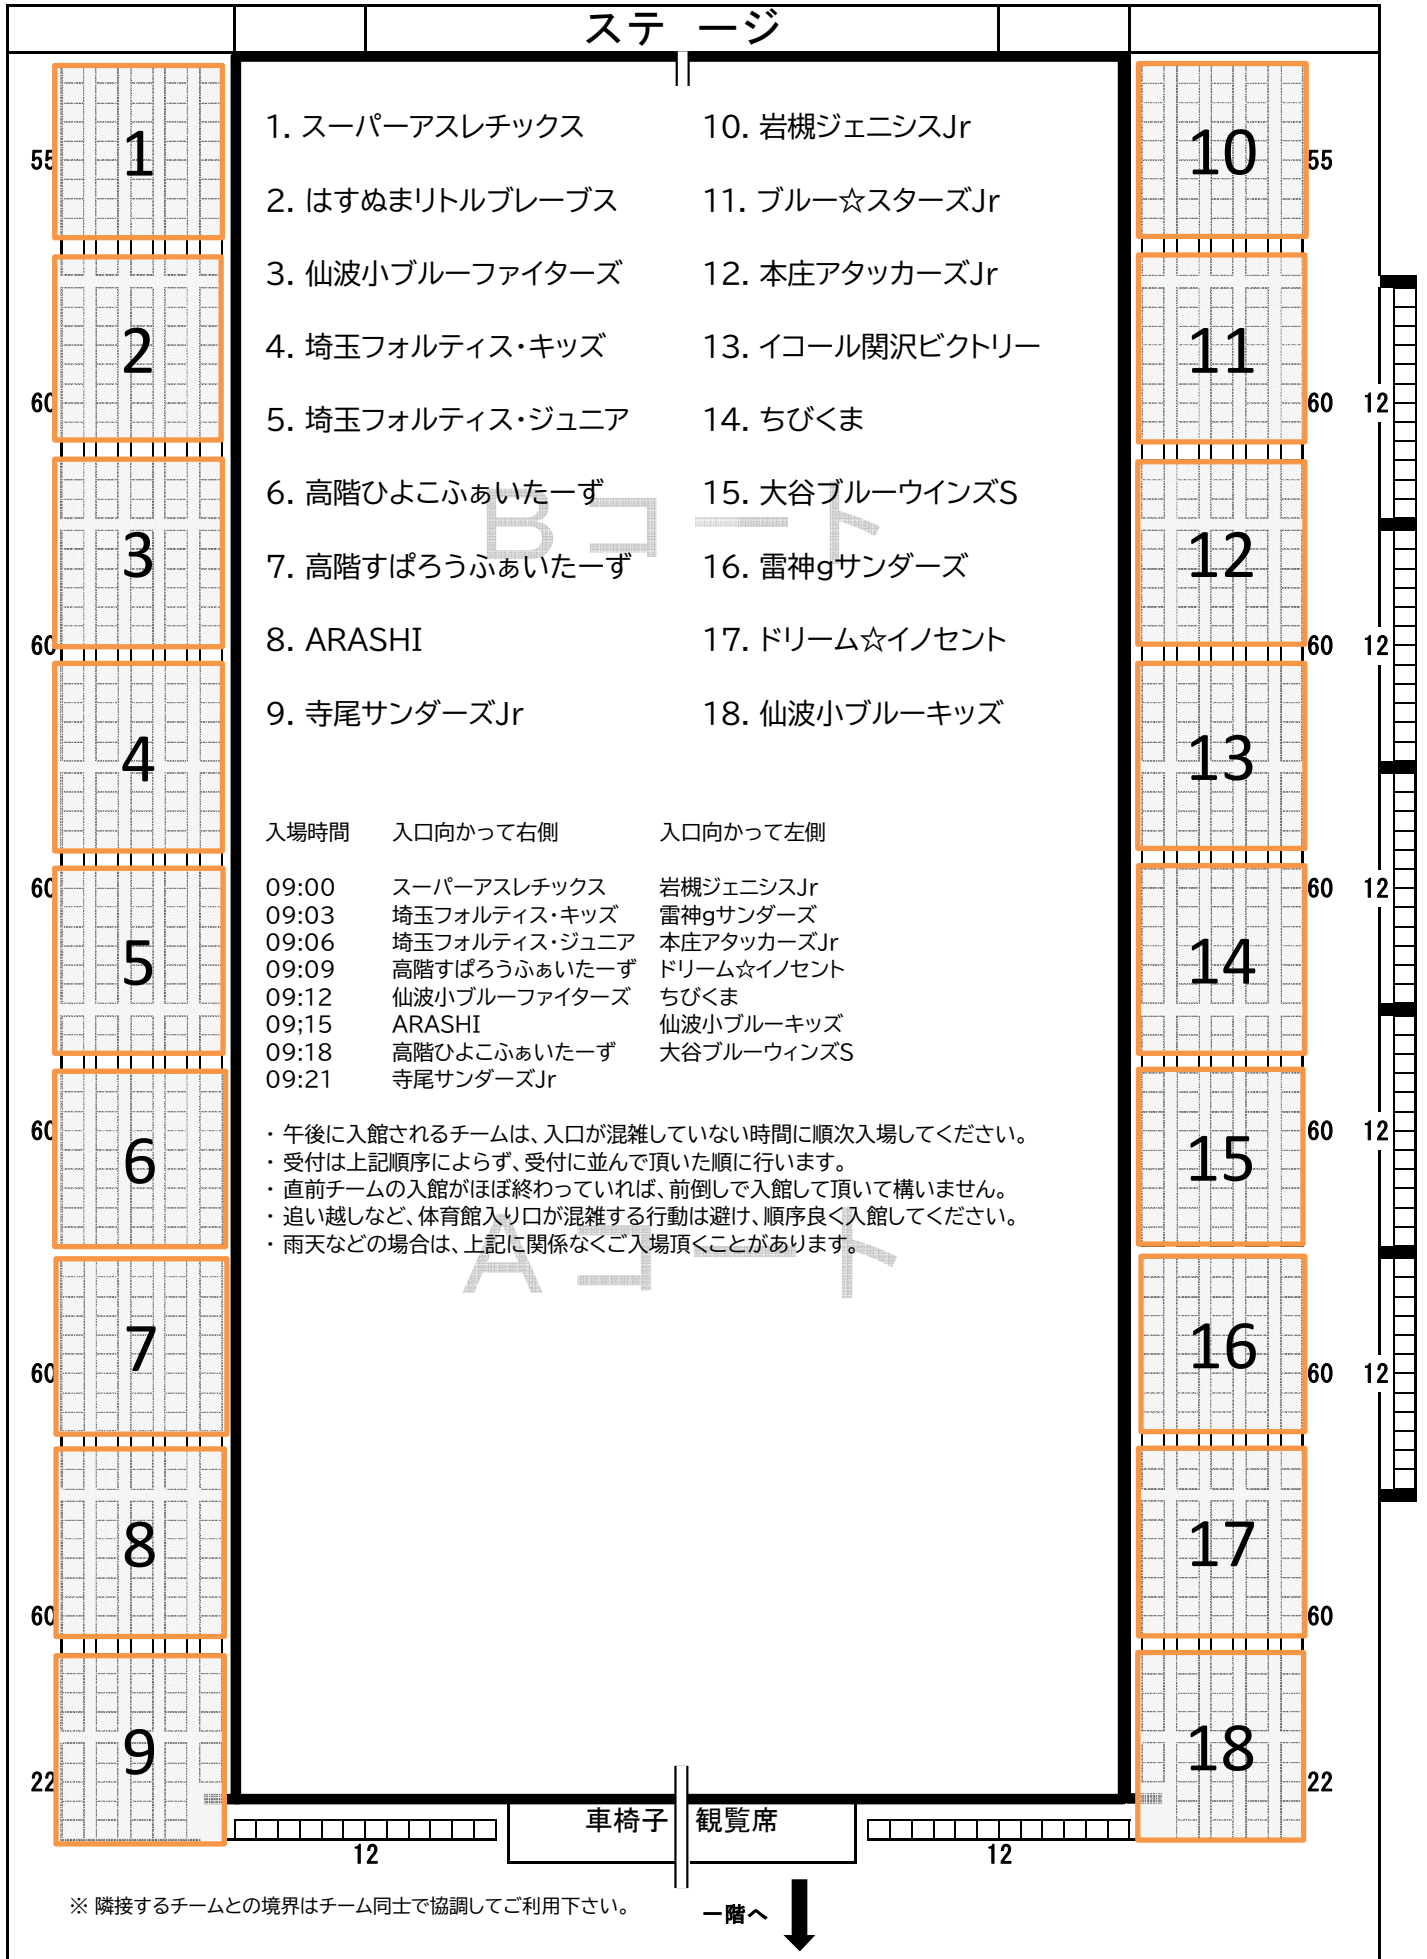 ステ　ージ
1. スーパーアスレチックス
2. はすぬまリトルブレーブス
3. 仙波小ブルーファイターズ
4. 埼玉フォルティス・キッズ
5. 埼玉フォルティス・ジュニア
6. 高階ひよこふぁいたーず
7. 高階すぱろうふぁいたーず
8. ARASHI
9. 寺尾サンダーズJr
10. 岩槻ジェニシスJr
11. ブルー☆スターズJr
12. 本庄アタッカーズJr
13. イコール関沢ビクトリー
14. ちびくま
15. 大谷ブルーウインズS
16. 雷神gサンダーズ
17. ドリーム☆イノセント
18. 仙波小ブルーキッズ
Bコート
入場時間　入口向かって右側　入口向かって左側
09:00　スーパーアスレチックス　岩槻ジェニシスJr
09:03　埼玉フォルティス・キッズ　雷神gサンダーズ
09:06　埼玉フォルティス・ジュニア　本庄アタッカーズJr
09:09　高階すぱろうふぁいたーず　ドリーム☆イノセント
09:12　仙波小ブルーファイターズ　ちびくま
09;15　ARASHI　仙波小ブルーキッズ
09:18　高階ひよこふぁいたーず　大谷ブルーウィンズS
09:21　寺尾サンダーズJr
・ 午後に入館されるチームは、入口が混雑していない時間に順次入場してください。
・ 受付は上記順序によらず、受付に並んで頂いた順に行います。
・ 直前チームの入館がほぼ終わっていれば、前倒しで入館して頂いて構いません。
・ 追い越しなど、体育館入り口が混雑する行動は避け、順序良く入館してください。
・ 雨天などの場合は、上記に関係なくご入場頂くことがあります。
Aコート
1
2
3
4
5
6
7
8
9
55
60
60
60
60
60
60
22
10
11
12
13
14
15
16
17
18
55
60
60
60
60
60
60
22
12
12
12
12
12
車椅子　観覧席
12
12
※ 隣接するチームとの境界はチーム同士で協調してご利用下さい。
一階へ